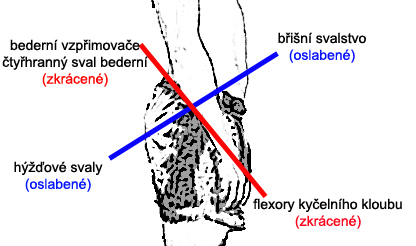 bederní vzpřimovače
čtyřhranný sval bederní
(zkrácené)
břišní svalstvo
(oslabené)
hýžďové svaly
(oslabené)
flexory kyčelního kloubu
(zkrácené)